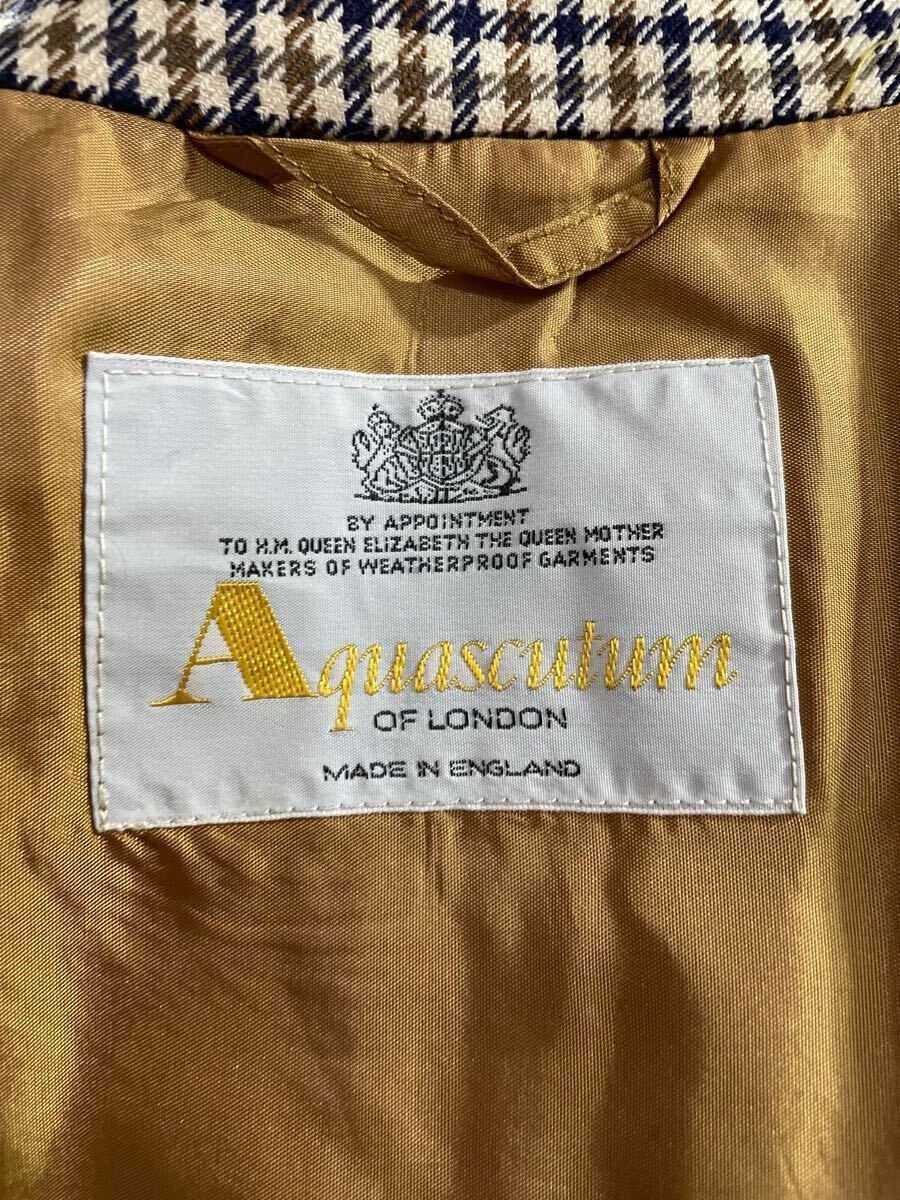 BY APPOINTMENT
TO H.M. QUEEN ELIZABETH THE QUEEN MOTHER
MAKERS OF WEATHERPROOF GARMENTS
Aquascutum
OF LONDON
MADE IN ENGLAND